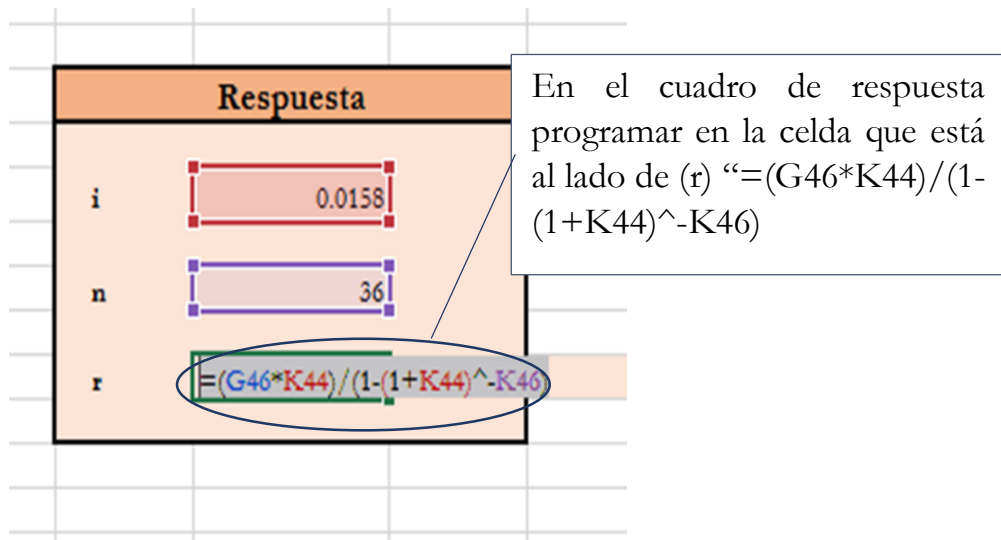 Respuesta
En el cuadro de respuesta
programar en la celda que está
al lado de (r) “=(G46*K44)/(1-
(1+K44)^-K46)
i 0.0158
n 36
r =(G46*K44)/(1-(1+K44)^-K46)